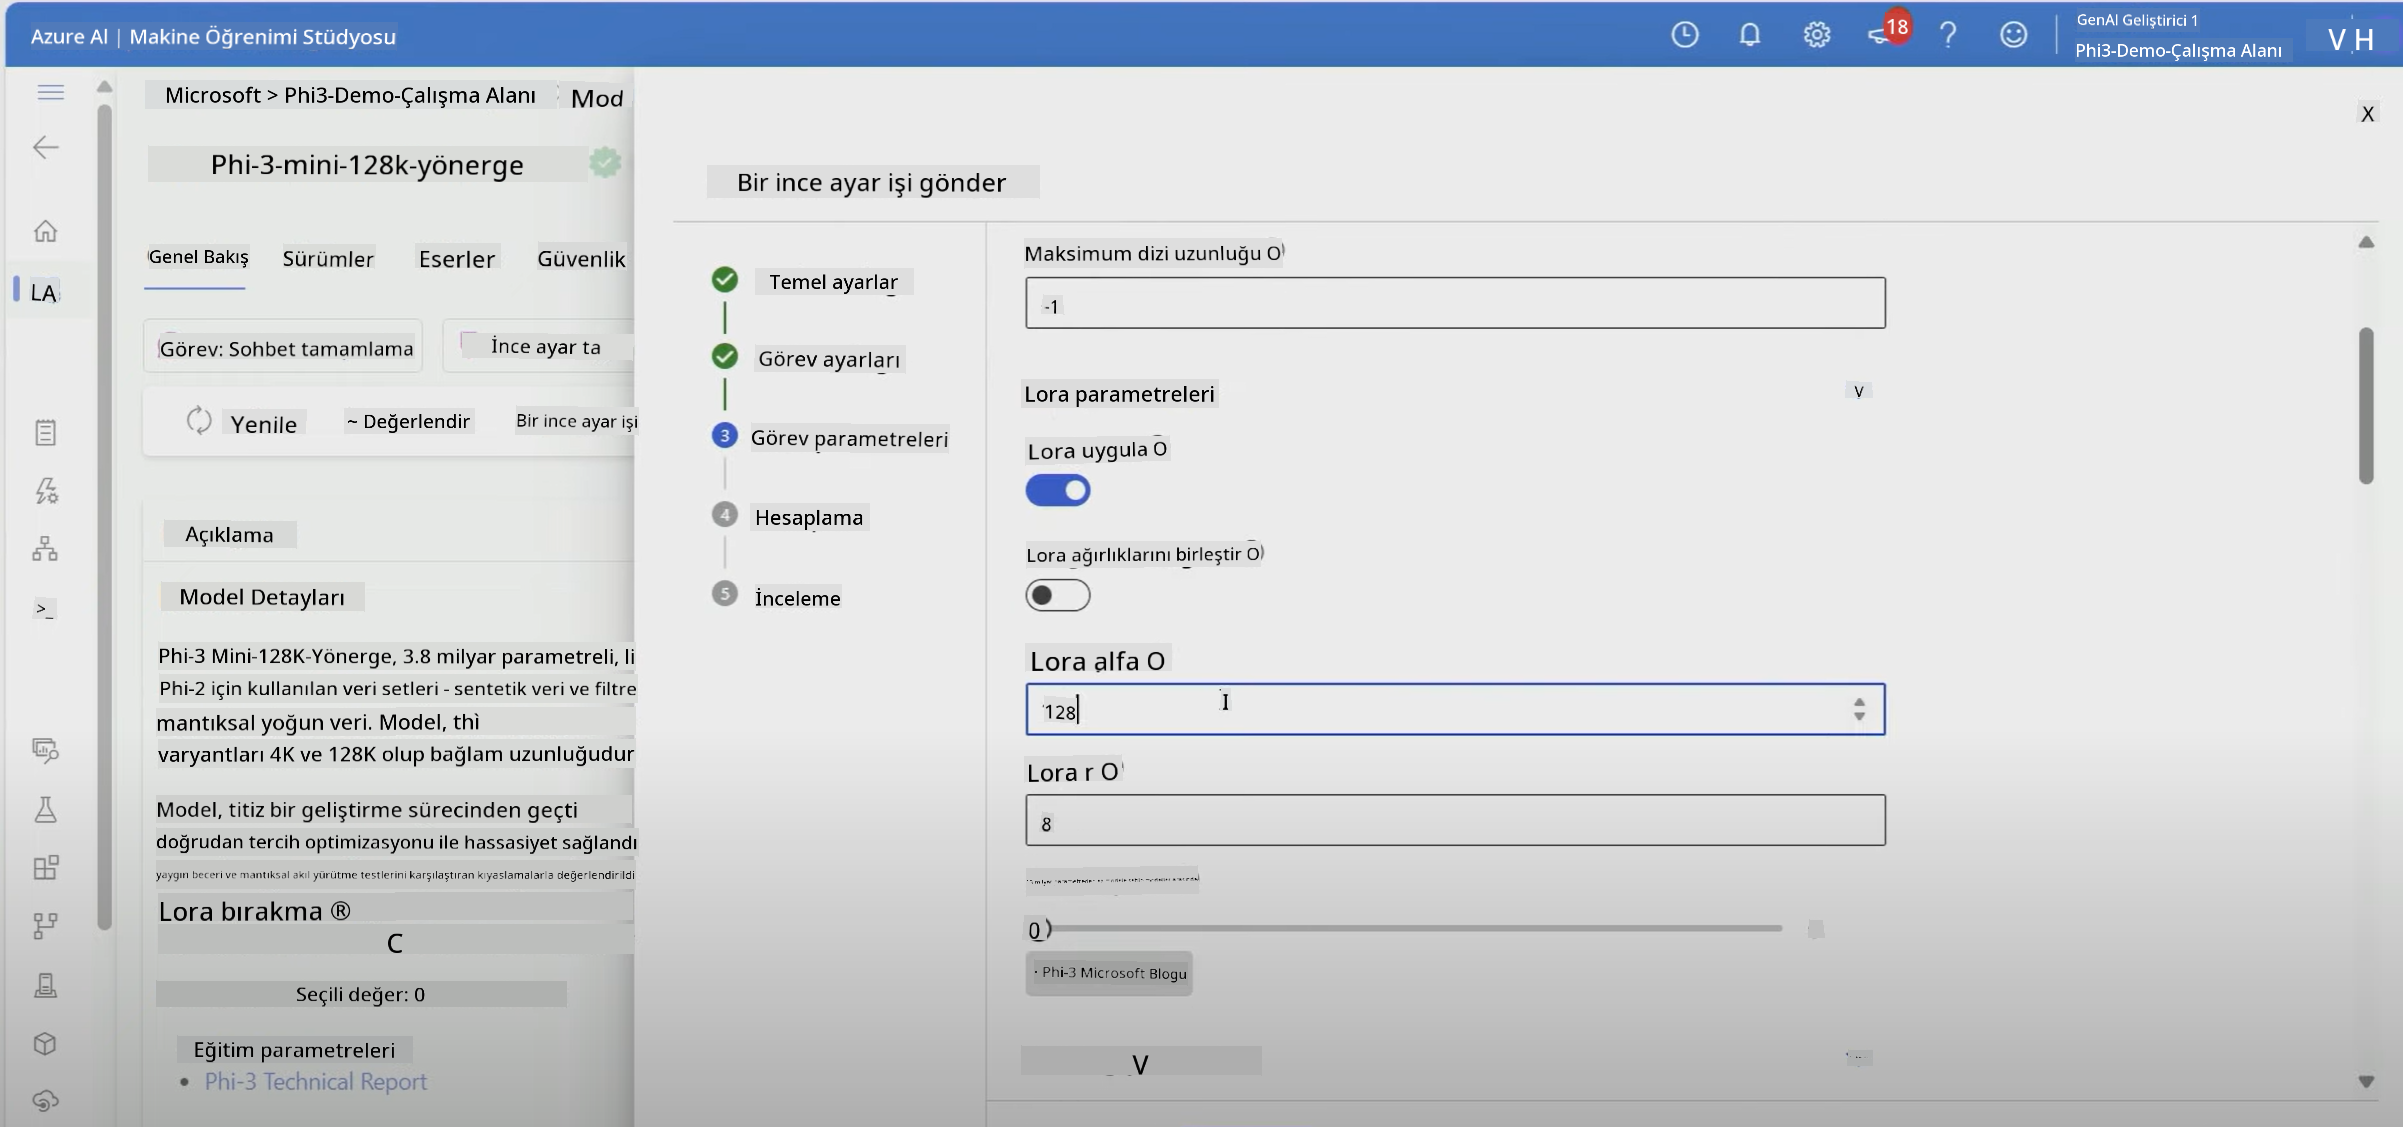 Azure AI | Makine Öğrenimi Stüdyosu
18
GenAI Geliştirici 1
Phi3-Demo-Çalışma Alanı
V H
Microsoft > Phi3-Demo-Çalışma Alanı
Mod
X
Phi-3-mini-128k-yönerge
Bir ince ayar işi gönder
Genel Bakış
Sürümler
Eserler
Güvenlik
LA
Görev: Sohbet tamamlama
İnce ayar ta
Yenile
~ Değerlendir
Bir ince ayar işi
Açıklama
Model Detayları
>_
Phi-3 Mini-128K-Yönerge, 3.8 milyar parametreli, li
Phi-2 için kullanılan veri setleri - sentetik veri ve filtre
mantıksal yoğun veri. Model, thì
varyantları 4K ve 128K olup bağlam uzunluğudur
Model, titiz bir geliştirme sürecinden geçti
doğrudan tercih optimizasyonu ile hassasiyet sağlandı
yaygın beceri ve mantıksal akıl yürütme testlerini karşılaştıran kıyaslamalarla değerlendirildi
Lora bırakma ®
C
Seçili değer: 0
Eğitim parametreleri
• Phi-3 Technical Report
Temel ayarlar
Görev ayarları
3 Görev parametreleri
4 Hesaplama
5 İnceleme
Maksimum dizi uzunluğu O
-1
Lora parametreleri
V
Lora uygula O
Lora ağırlıklarını birleştir O
Lora alfa O
128
I
Lora r O
8
0
· Phi-3 Microsoft Blogu
V